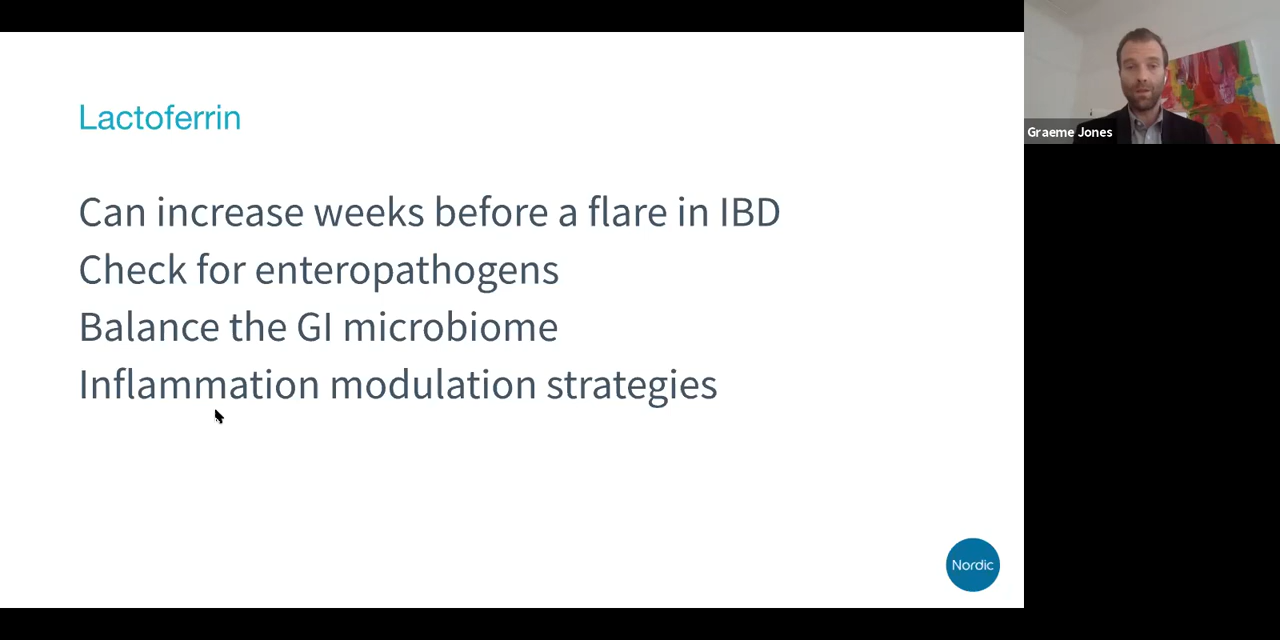 Lactoferrin
Can increase weeks before a flare in IBD
Check for enteropathogens
Balance the GI microbiome
Inflammation modulation strategies
Nordic
Graeme Jones